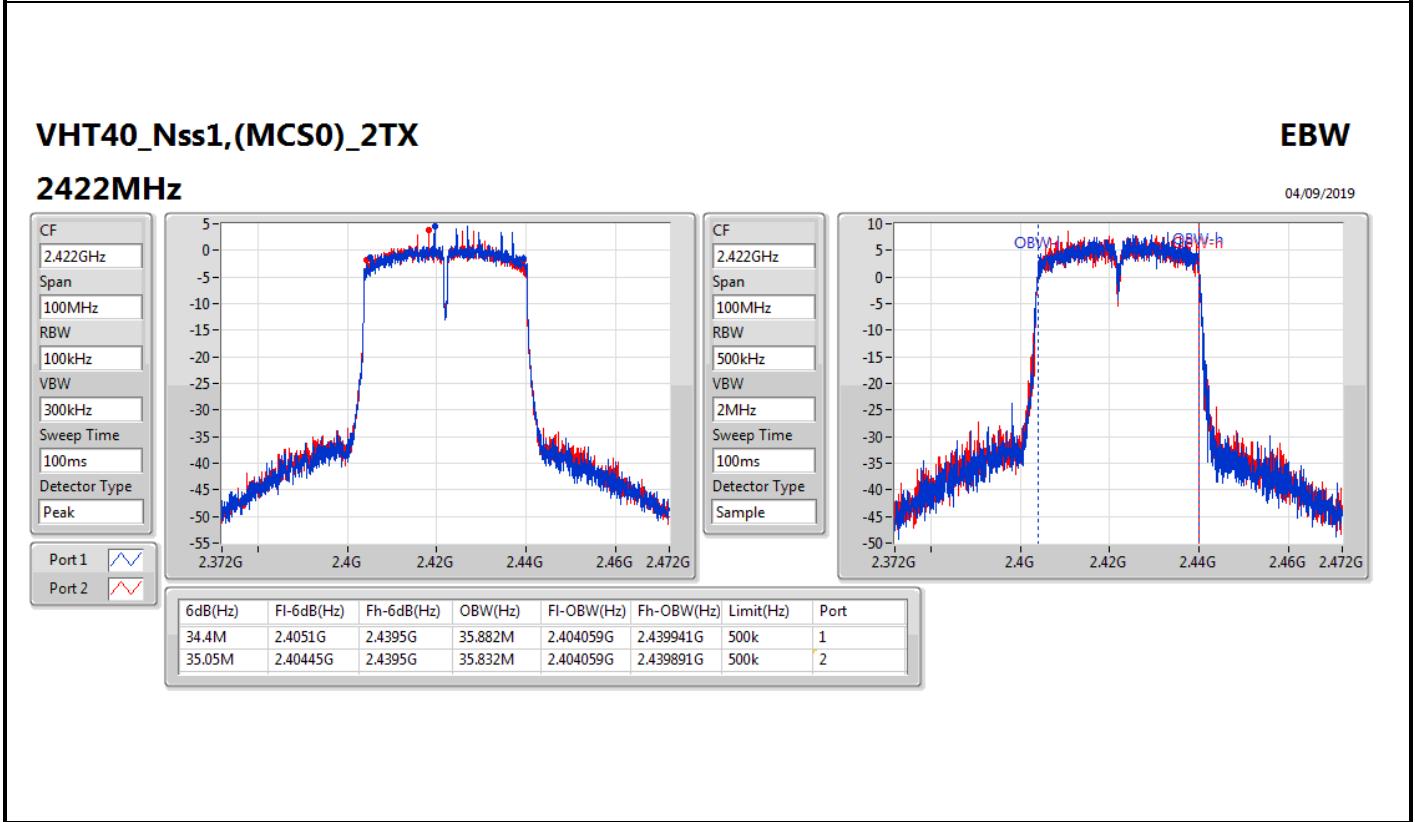 VHT40_Nss1,(MCS0)_2TX
EBW
2422MHz
04/09/2019
CF
2.422GHz
Span
100MHz
RBW
100kHz
VBW
300kHz
Sweep Time
100ms
Detector Type
Peak
Port 1
Port 2
5
0
-5
-10
-15
-20
-25
-30
-35
-40
-45
-50
-55
2.372G 2.4G 2.42G 2.44G 2.46G 2.472G
CF
2.422GHz
Span
100MHz
RBW
500kHz
VBW
2MHz
Sweep Time
100ms
Detector Type
Sample
10
5
0
-5
-10
-15
-20
-25
-30
-35
-40
-45
-50
OBW-h
2.372G 2.4G 2.42G 2.44G 2.46G 2.472G
6dB(Hz) Fl-6dB(Hz) Fh-6dB(Hz) OBW(Hz) Fl-OBW(Hz) Fh-OBW(Hz) Limit(Hz) Port
34.4M 2.4051G 2.4395G 35.882M 2.404059G 2.439941G 500k 1
35.05M 2.40445G 2.4395G 35.832M 2.404059G 2.439891G 500k 2